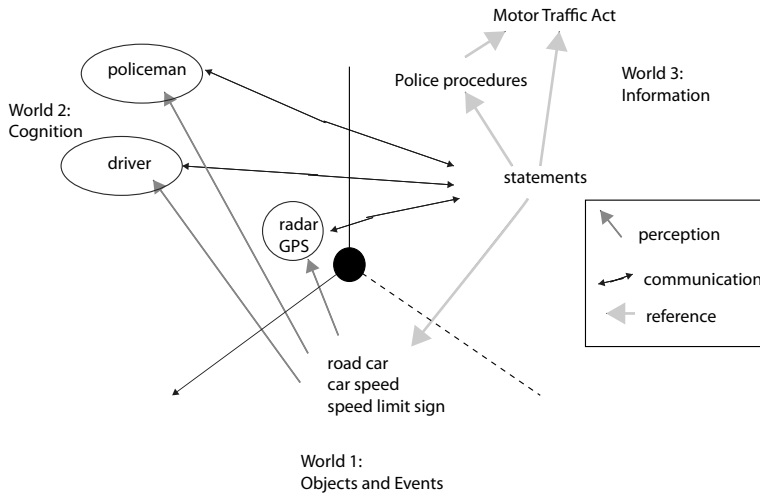 Motor Traffic Act
policeman
Police procedures
World 3:
Information
World 2:
Cognition
driver
statements
radar
GPS
perception
communication
reference
road car
car speed
speed limit sign
World 1:
Objects and Events